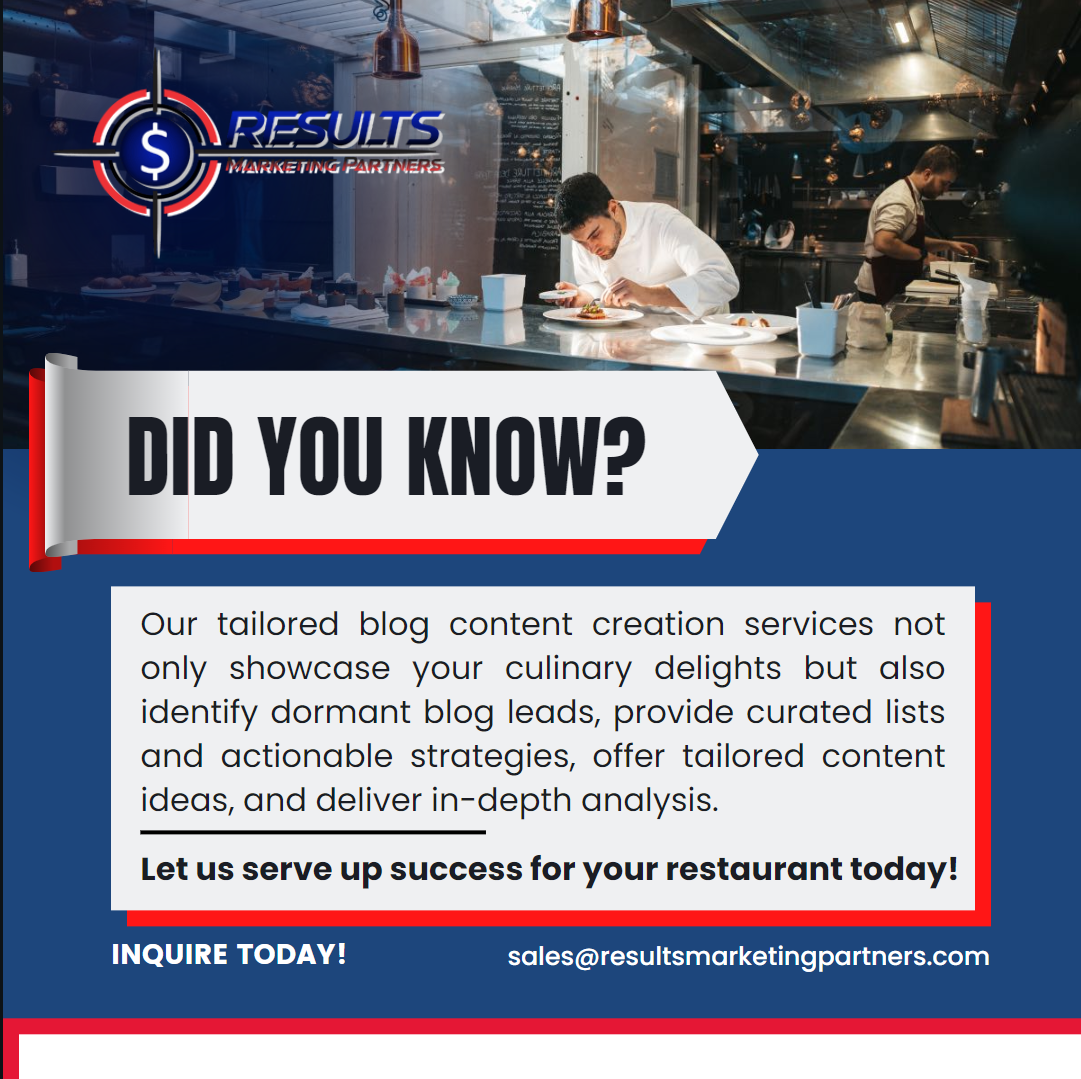 RESULTS
MARKETING PARTNERS
DID YOU KNOW?
Our tailored blog content creation services not
only showcase your culinary delights but also
identify dormant blog leads, provide curated lists
and actionable strategies, offer tailored content
ideas, and deliver in-depth analysis.
Let us serve up success for your restaurant today!
INQUIRE TODAY!
sales@resultsmarketingpartners.com